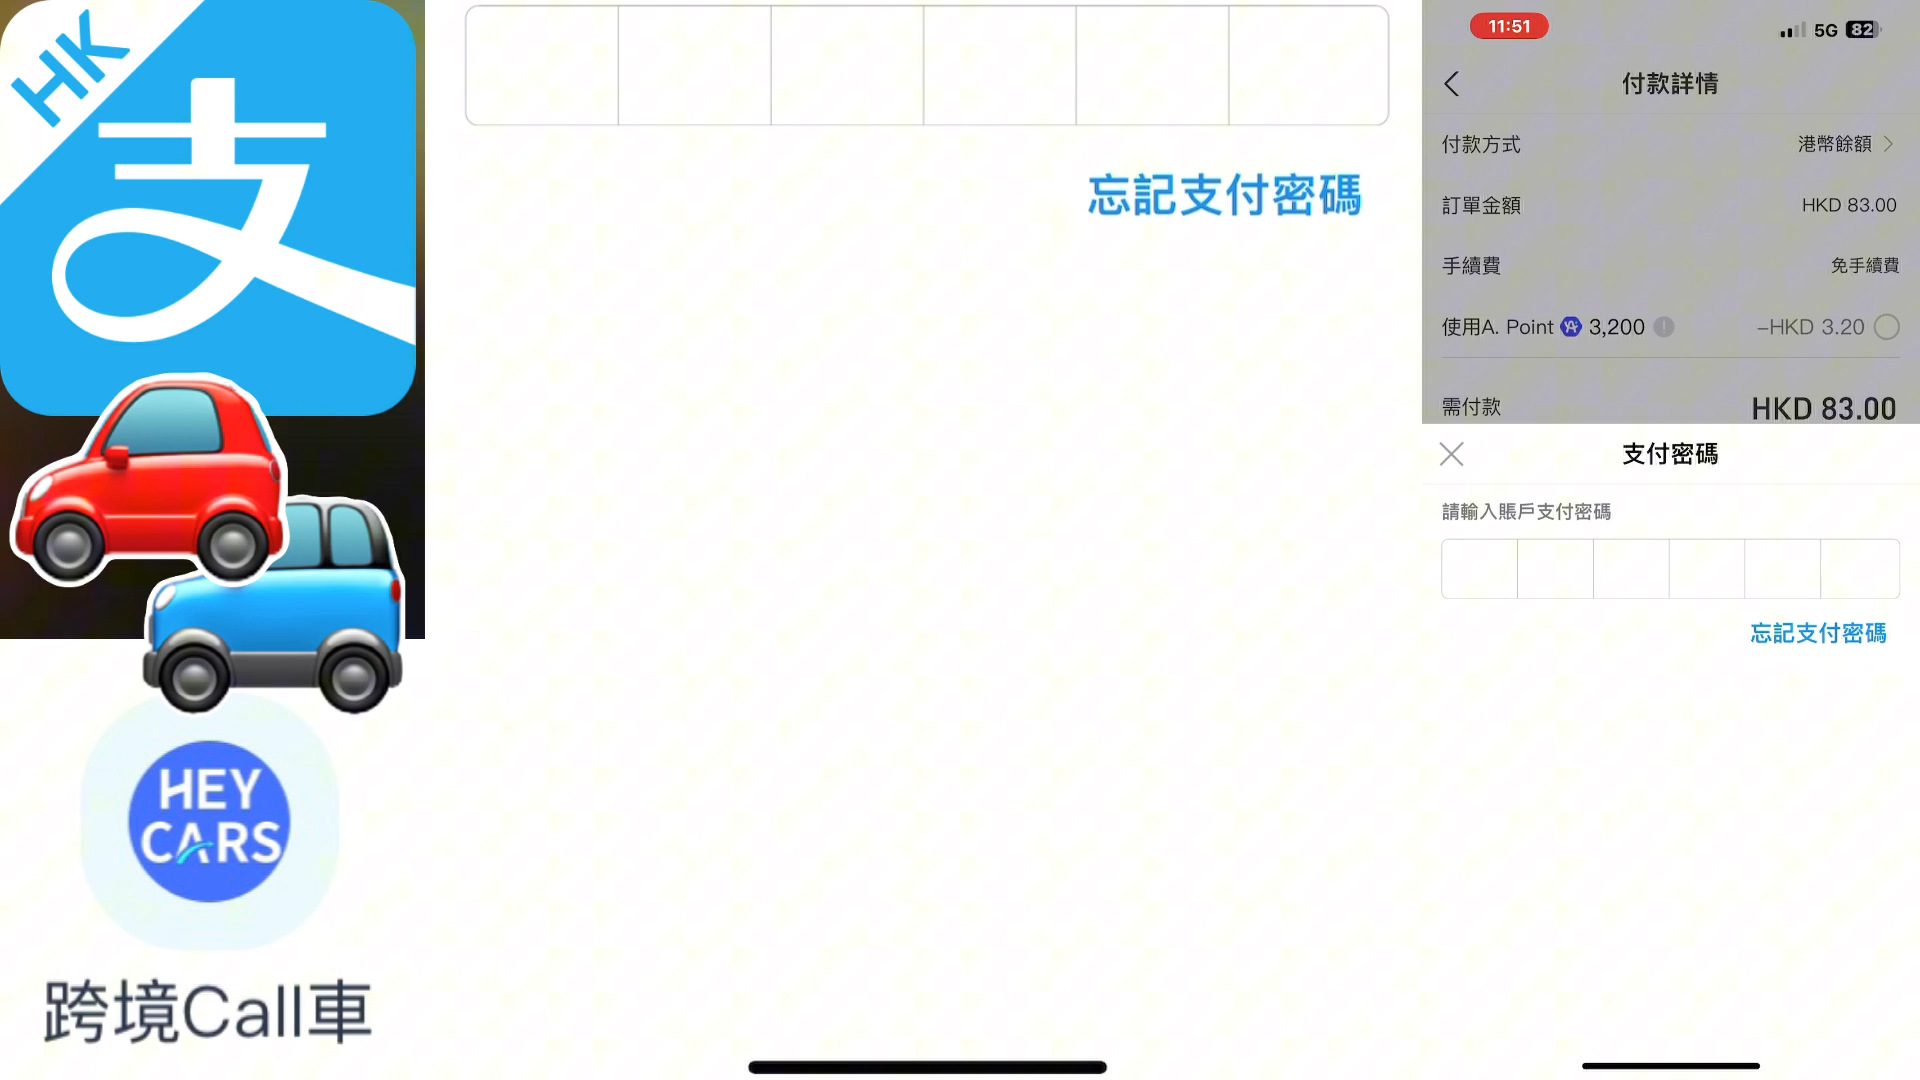 HK
支
HEY
CARS
跨境Call車
忘記支付密碼
11:51
5G 82
付款詳情
付款方式 港幣餘額
訂單金額 HKD 83.00
手續費 免手續費
使用A. Point 3,200 -HKD 3.20
需付款 HKD 83.00
支付密碼
請輸入賬戶支付密碼
忘記支付密碼